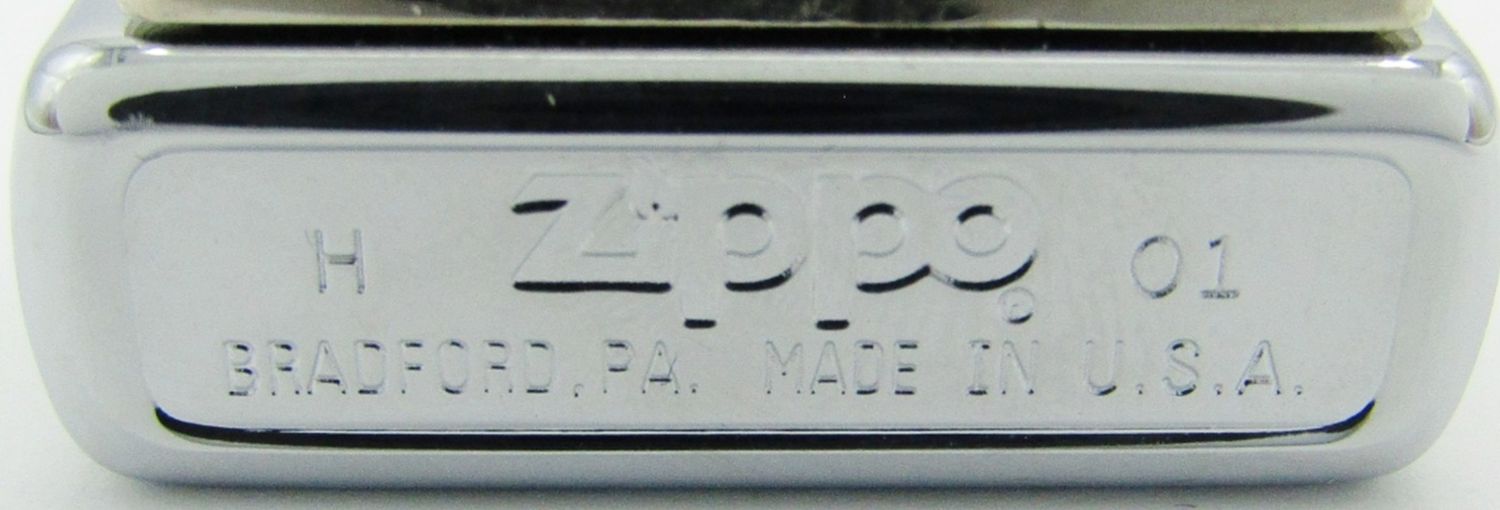 H Zippo 01
BRADFORD, PA. MADE IN U.S.A.